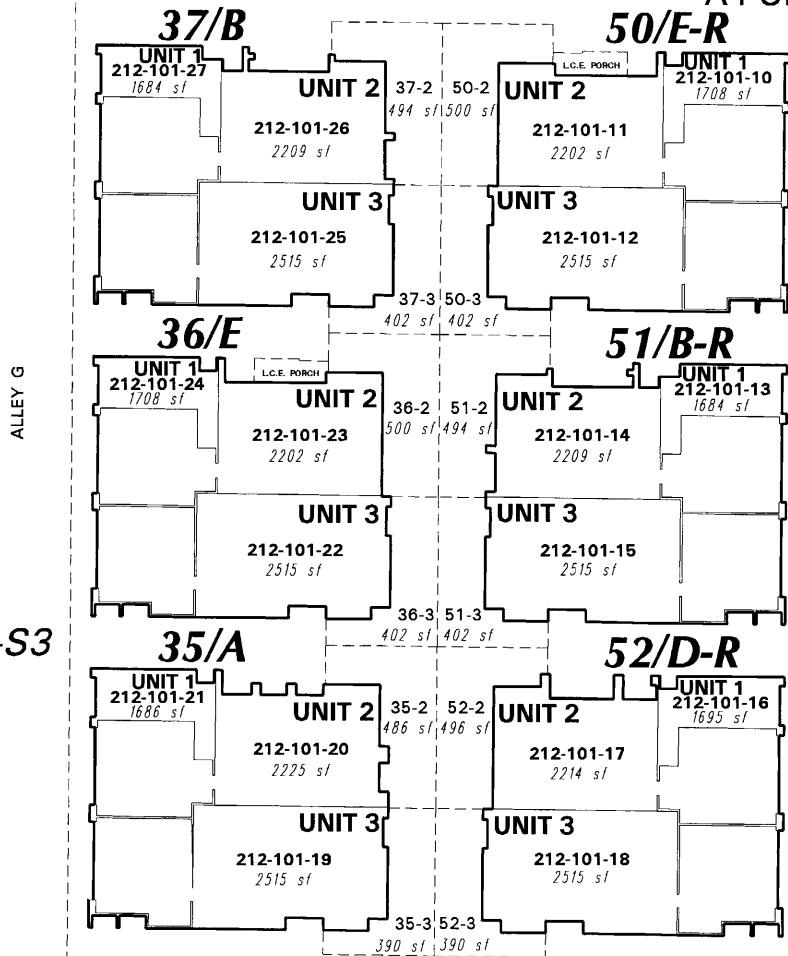 37/B
50/E-R
UNIT 1
212-101-27
1684 sf
UNIT 2
212-101-26
2209 sf
UNIT 3
212-101-25
2515 sf
37-2
494 sf
50-2
500 sf
37-3
402 sf
50-3
402 sf
L.C.E. PORCH
UNIT 1
212-101-10
1708 sf
UNIT 2
212-101-11
2202 sf
UNIT 3
212-101-12
2515 sf
ALLEY G
36/E
51/B-R
UNIT 1
212-101-24
1708 sf
L.C.E. PORCH
UNIT 2
212-101-23
2202 sf
UNIT 3
212-101-22
2515 sf
36-2
500 sf
51-2
494 sf
36-3
402 sf
51-3
402 sf
UNIT 1
212-101-13
1684 sf
UNIT 2
212-101-14
2209 sf
UNIT 3
212-101-15
2515 sf
-S3
35/A
52/D-R
UNIT 1
212-101-21
1686 sf
UNIT 2
212-101-20
2225 sf
UNIT 3
212-101-19
2515 sf
35-2
486 sf
52-2
496 sf
35-3
390 sf
52-3
390 sf
UNIT 1
212-101-16
1695 sf
UNIT 2
212-101-17
2214 sf
UNIT 3
212-101-18
2515 sf